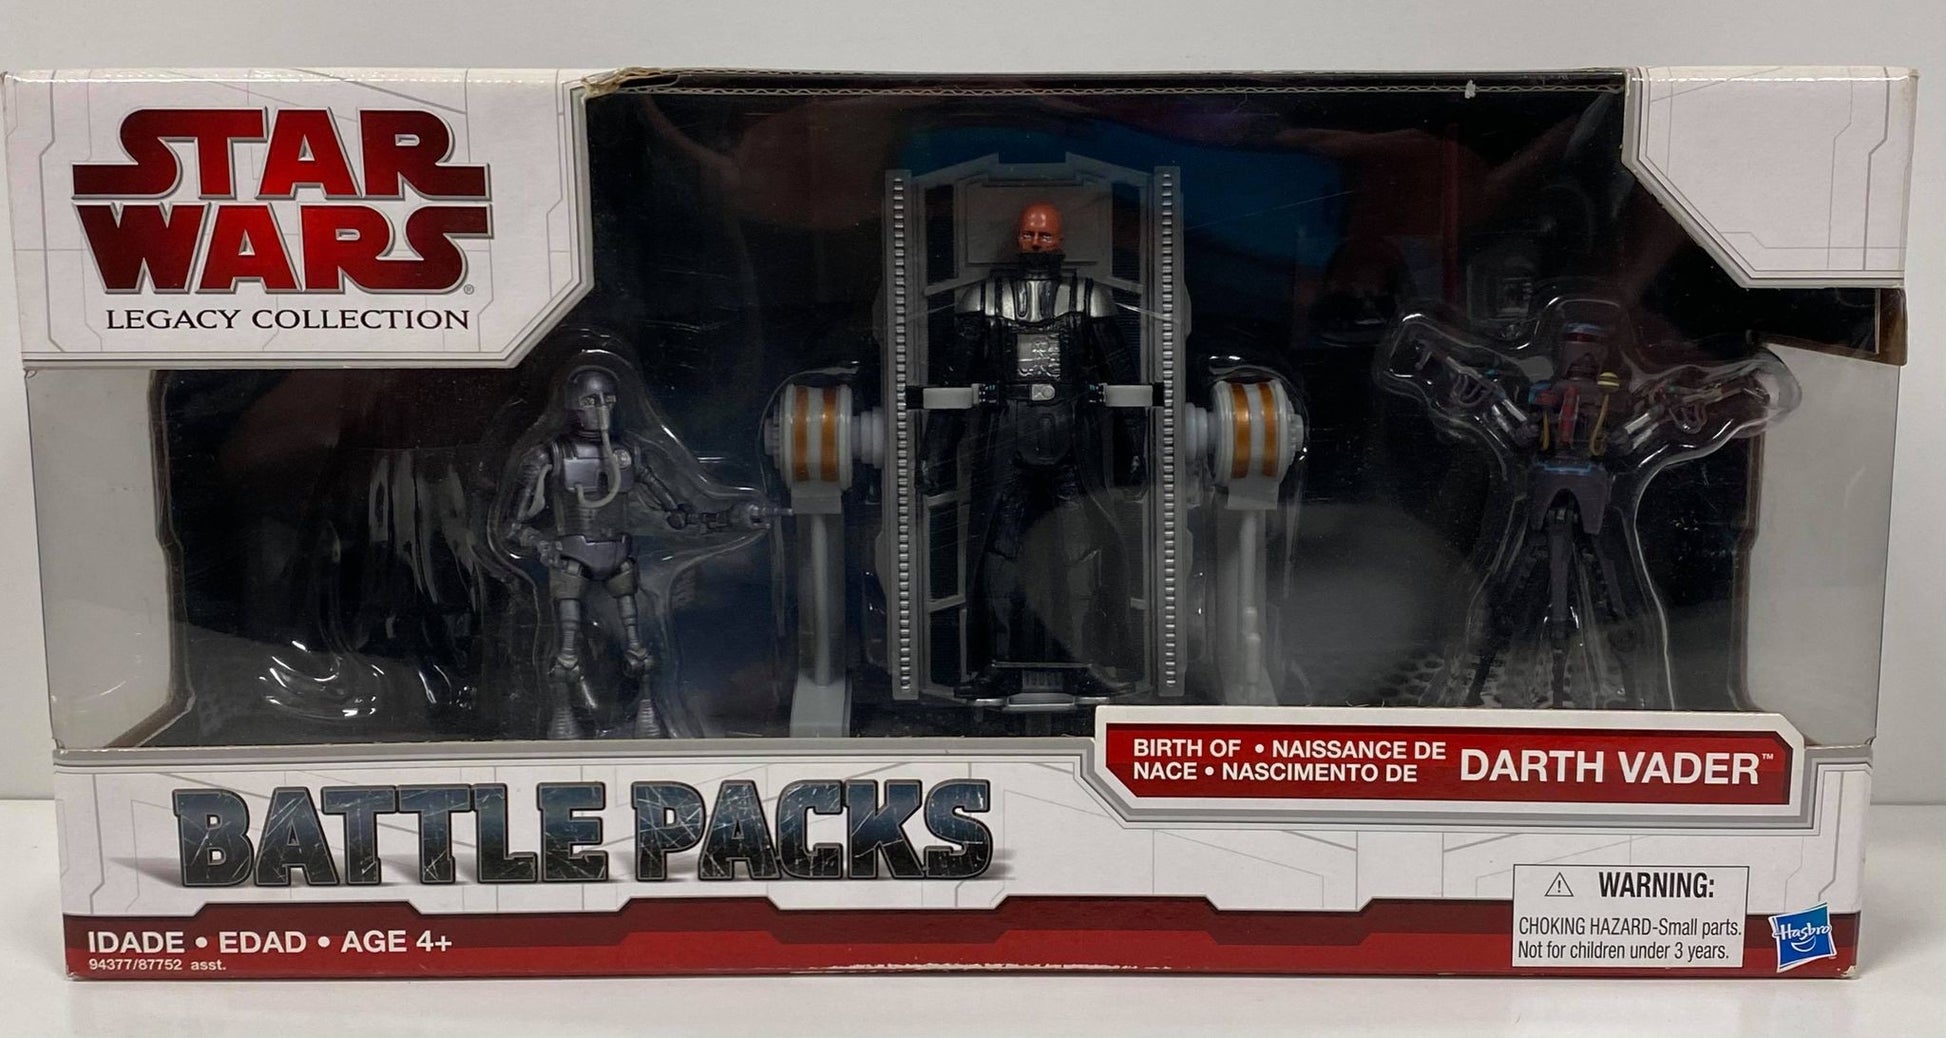 STAR
WARS®
LEGACY COLLECTION
BIRTH OF • NAISSANCE DE
NACE • NASCIMENTO DE
DARTH VADER™
BATTLE PACKS
IDADE • EDAD • AGE 4+
94377/87752 asst.
⚠ WARNING:
CHOKING HAZARD-Small parts.
Not for children under 3 years.
Hasbro